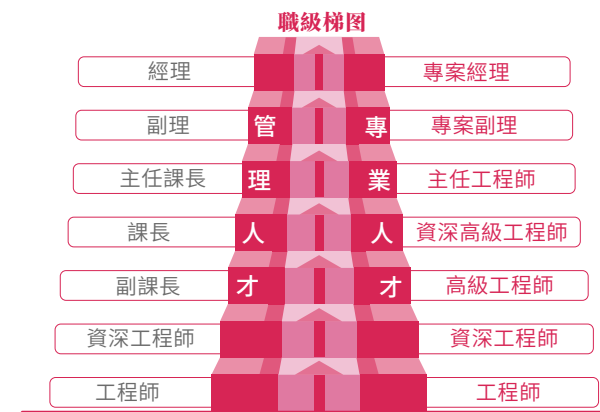 職級梯图
經理 專案經理
副理 管 專 專案副理
主任課長 理 業 主任工程師
課長 人 人 資深高級工程師
副課長 才 才 高級工程師
資深工程師 資深工程師
工程師 工程師